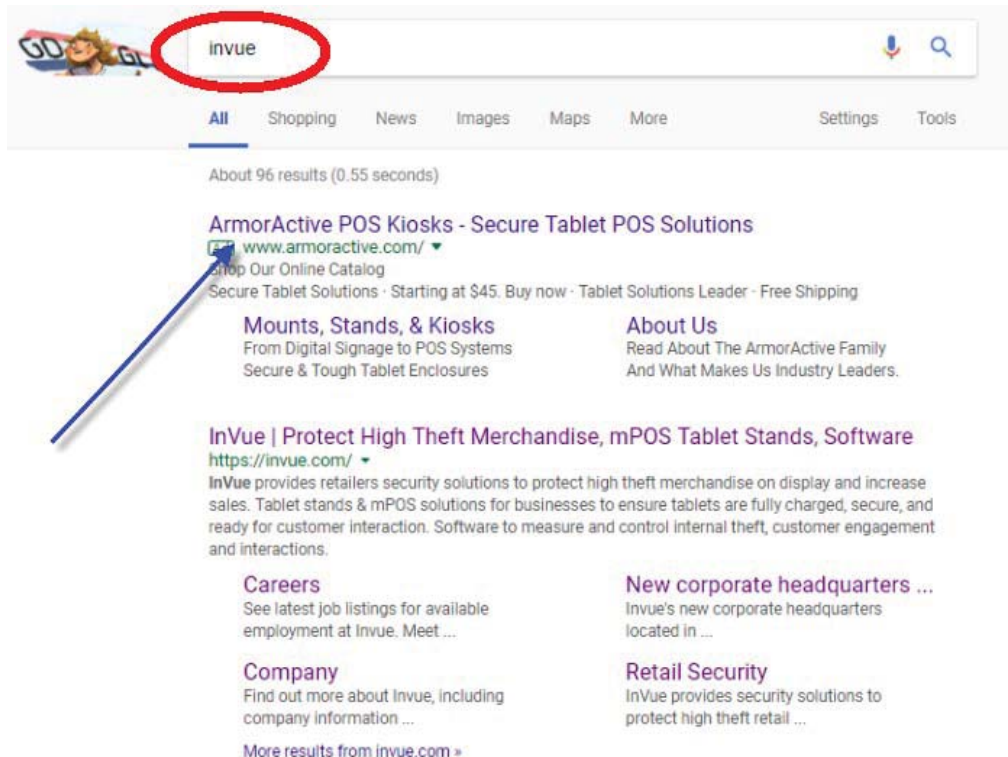 GO GL
invue
All Shopping News Images Maps More Settings Tools
About 96 results (0.55 seconds)
ArmorActive POS Kiosks - Secure Tablet POS Solutions
Ad www.armoractive.com/
Shop Our Online Catalog
Secure Tablet Solutions · Starting at $45. Buy now · Tablet Solutions Leader · Free Shipping
Mounts, Stands, & Kiosks
From Digital Signage to POS Systems
Secure & Tough Tablet Enclosures
About Us
Read About The ArmorActive Family
And What Makes Us Industry Leaders.
InVue | Protect High Theft Merchandise, mPOS Tablet Stands, Software
https://invue.com/
InVue provides retailers security solutions to protect high theft merchandise on display and increase
sales. Tablet stands & mPOS solutions for businesses to ensure tablets are fully charged, secure, and
ready for customer interaction. Software to measure and control internal theft, customer engagement
and interactions.
Careers
See latest job listings for available
employment at Invue. Meet ...
New corporate headquarters ...
Invue's new corporate headquarters
located in ...
Company
Find out more about Invue, including
company information ...
Retail Security
InVue provides security solutions to
protect high theft retail ...
More results from invue.com »